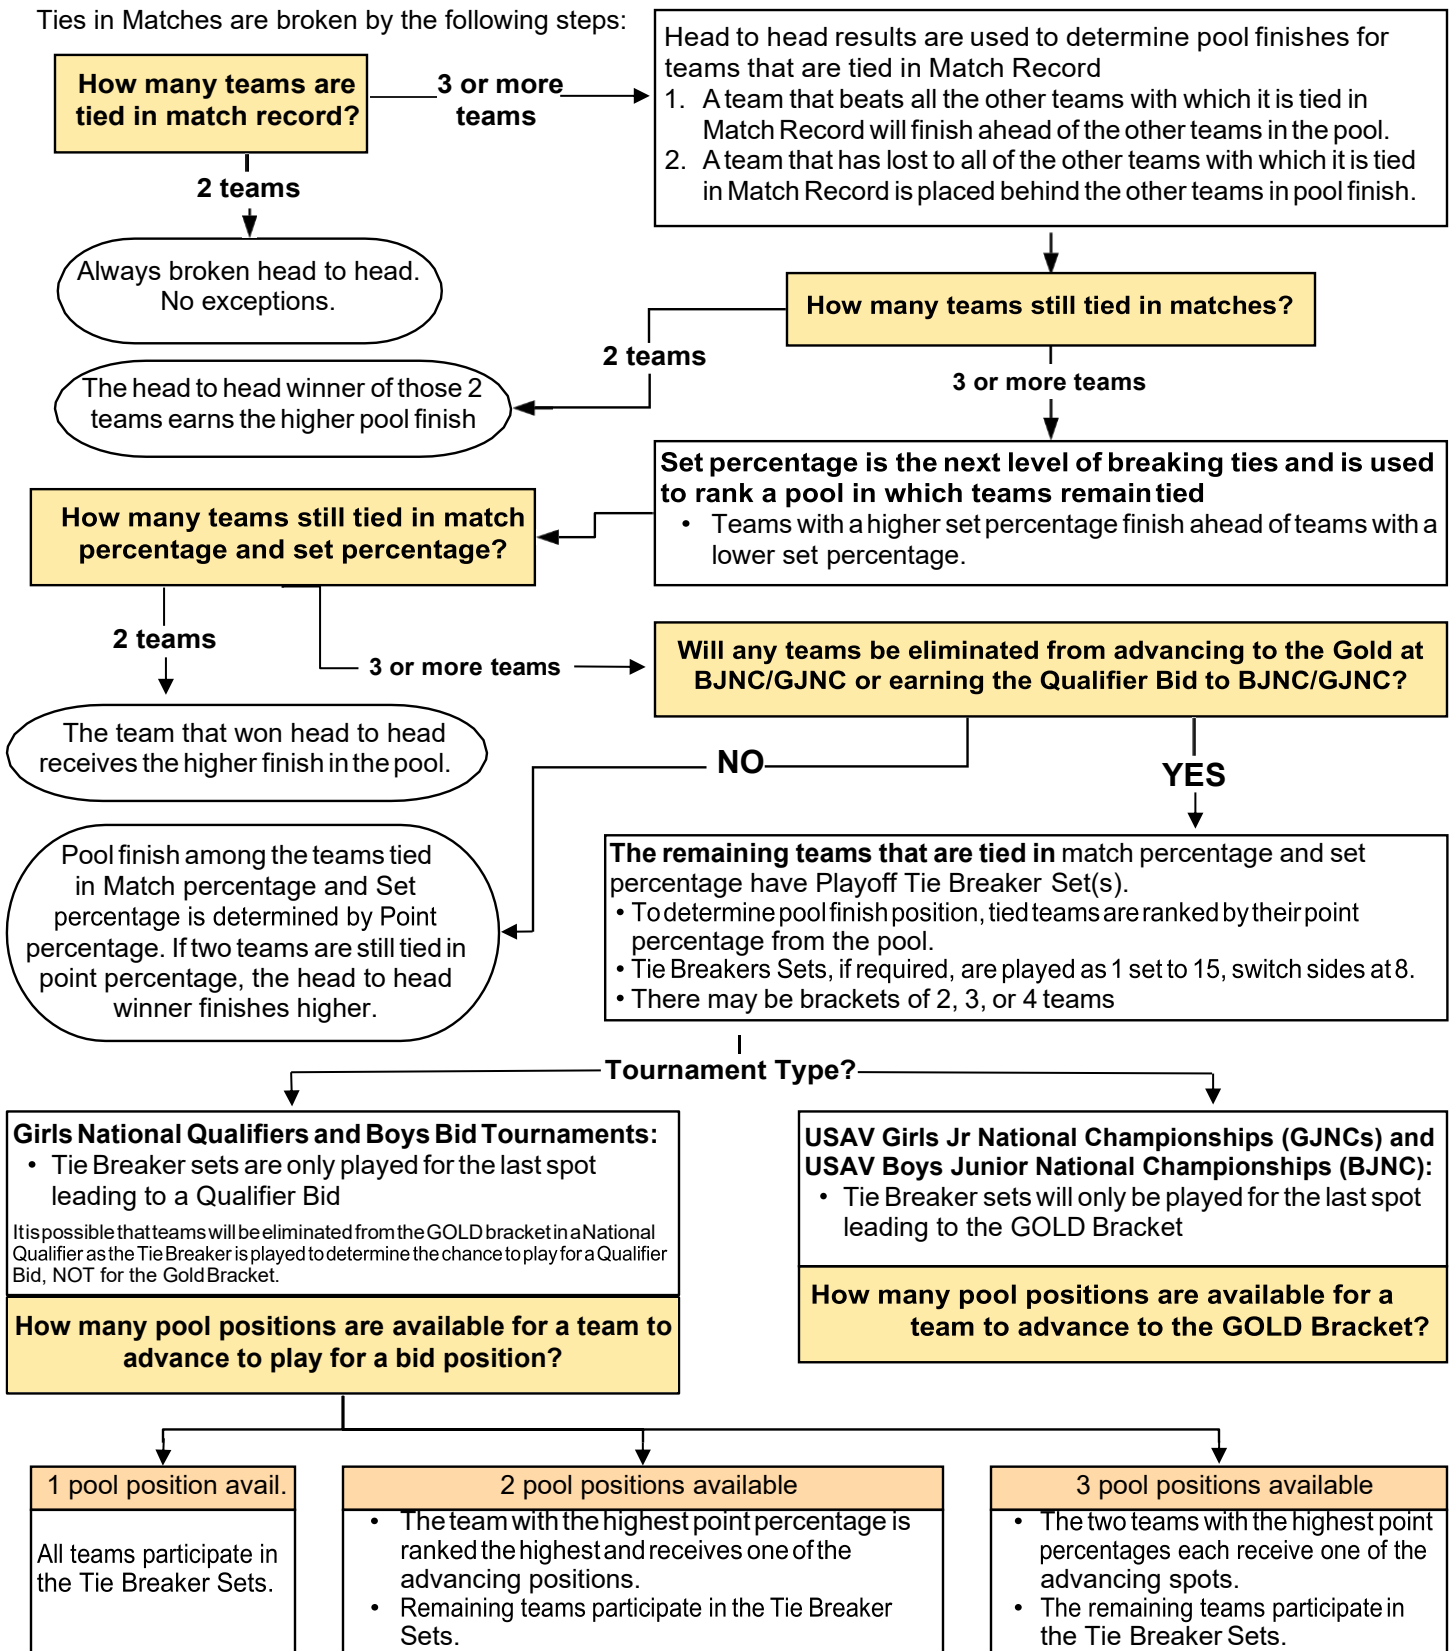 Ties in Matches are broken by the following steps:
How many teams are
tied in match record?
3 or more
teams
Head to head results are used to determine pool finishes for
teams that are tied in Match Record
1. A team that beats all the other teams with which it is tied in
Match Record will finish ahead of the other teams in the pool.
2. A team that has lost to all of the other teams with which it is tied
in Match Record is placed behind the other teams in pool finish.
2 teams
Always broken head to head.
No exceptions.
How many teams still tied in matches?
2 teams
3 or more teams
The head to head winner of those 2
teams earns the higher pool finish
Set percentage is the next level of breaking ties and is used
to rank a pool in which teams remain tied
• Teams with a higher set percentage finish ahead of teams with a
lower set percentage.
How many teams still tied in match
percentage and set percentage?
2 teams
3 or more teams
Will any teams be eliminated from advancing to the Gold at
BJNC/GJNC or earning the Qualifier Bid to BJNC/GJNC?
The team that won head to head
receives the higher finish in the pool.
NO
YES
Pool finish among the teams tied
in Match percentage and Set
percentage is determined by Point
percentage. If two teams are still tied in
point percentage, the head to head
winner finishes higher.
The remaining teams that are tied in match percentage and set
percentage have Playoff Tie Breaker Set(s).
• To determine pool finish position, tied teams are ranked by their point
percentage from the pool.
• Tie Breakers Sets, if required, are played as 1 set to 15, switch sides at 8.
• There may be brackets of 2, 3, or 4 teams
Tournament Type?
Girls National Qualifiers and Boys Bid Tournaments:
• Tie Breaker sets are only played for the last spot
leading to a Qualifier Bid
It is possible that teams will be eliminated from the GOLD bracket in a National
Qualifier as the Tie Breaker is played to determine the chance to play for a Qualifier
Bid, NOT for the Gold Bracket.
How many pool positions are available for a team to
advance to play for a bid position?
USAV Girls Jr National Championships (GJNCs) and
USAV Boys Junior National Championships (BJNC):
• Tie Breaker sets will only be played for the last spot
leading to the GOLD Bracket
How many pool positions are available for a
team to advance to the GOLD Bracket?
1 pool position avail.
All teams participate in
the Tie Breaker Sets.
2 pool positions available
• The team with the highest point percentage is
ranked the highest and receives one of the
advancing positions.
• Remaining teams participate in the Tie Breaker
Sets.
3 pool positions available
• The two teams with the highest point
percentages each receive one of the
advancing spots.
• The remaining teams participate in
the Tie Breaker Sets.